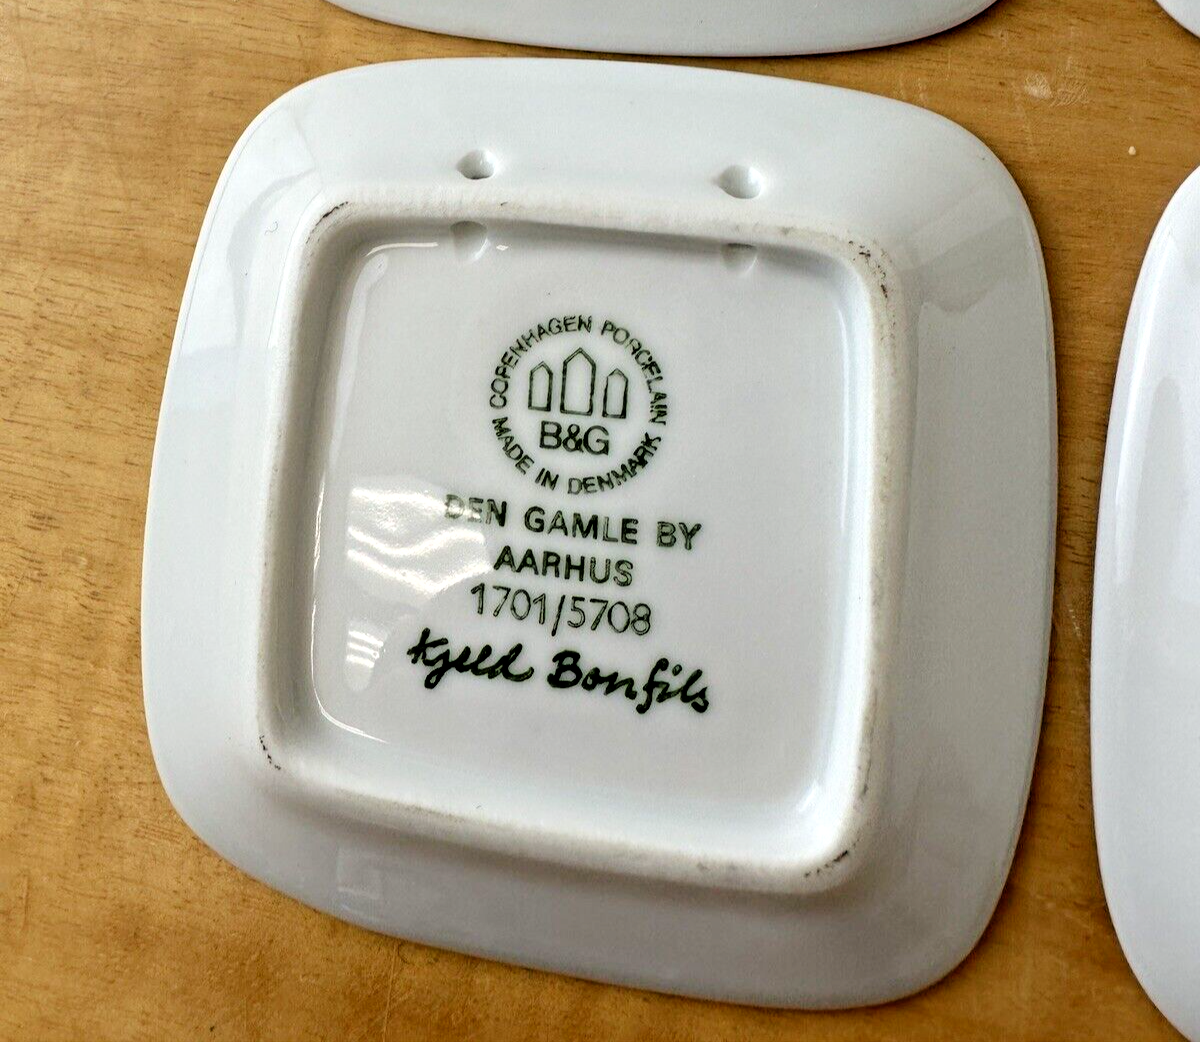 COPENHAGEN PORCELAIN
B&G
MADE IN DENMARK
DEN GAMLE BY
AARHUS
1701/5708
Kjeld Bonfils